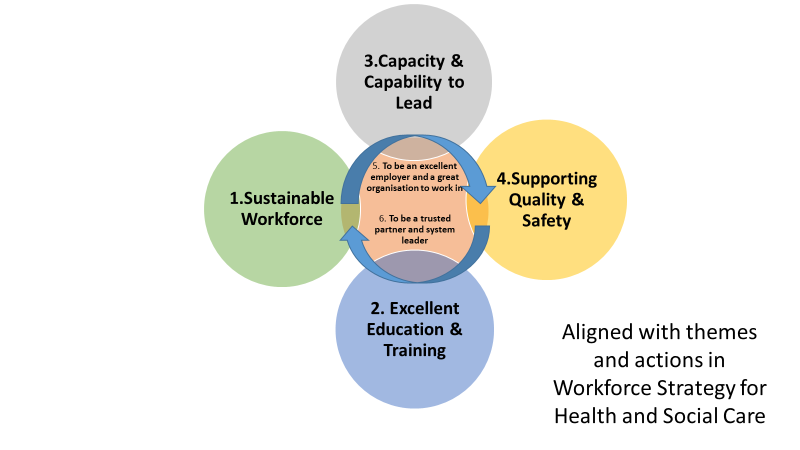 3.Capacity &
Capability to
Lead
1.Sustainable
Workforce
5. To be an excellent
employer and a great
organisation to work in
6. To be a trusted
partner and system
leader
4.Supporting
Quality &
Safety
2. Excellent
Education &
Training
Aligned with themes
and actions in
Workforce Strategy for
Health and Social Care